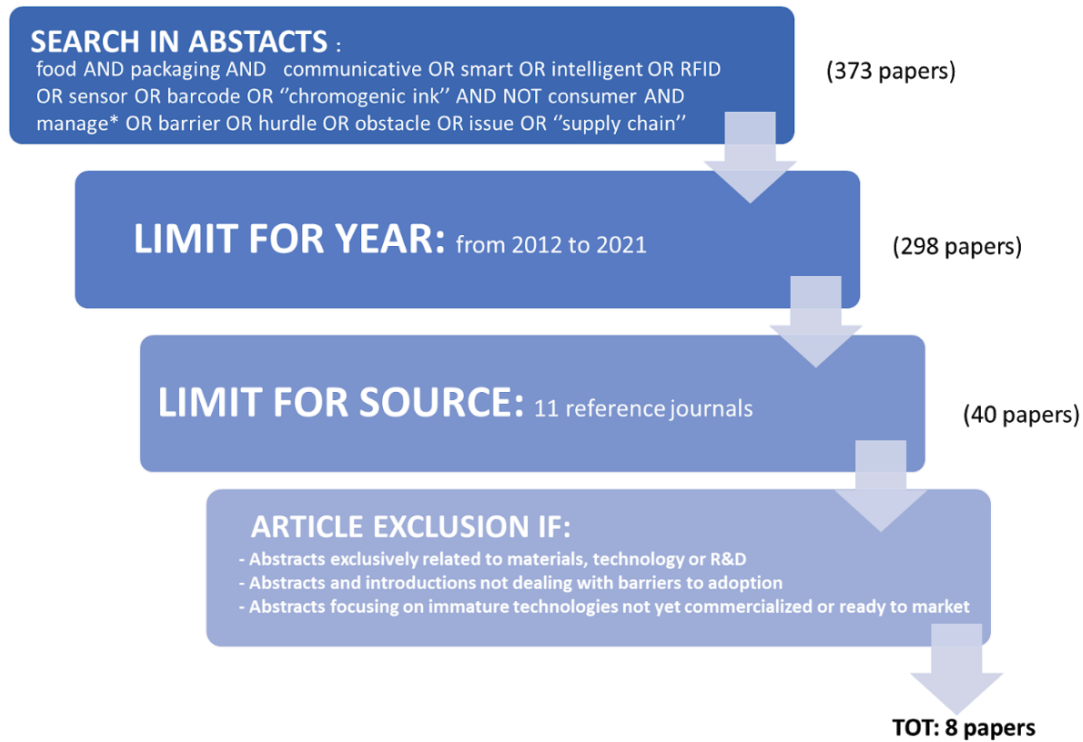 SEARCH IN ABSTACTS :
food AND packaging AND communicative OR smart OR intelligent OR RFID
OR sensor OR barcode OR ‘’chromogenic ink’’ AND NOT consumer AND
manage* OR barrier OR hurdle OR obstacle OR issue OR ‘’supply chain’’
(373 papers)
LIMIT FOR YEAR: from 2012 to 2021
(298 papers)
LIMIT FOR SOURCE: 11 reference journals
(40 papers)
ARTICLE EXCLUSION IF:
- Abstracts exclusively related to materials, technology or R&D
- Abstracts and introductions not dealing with barriers to adoption
- Abstracts focusing on immature technologies not yet commercialized or ready to market
TOT: 8 papers